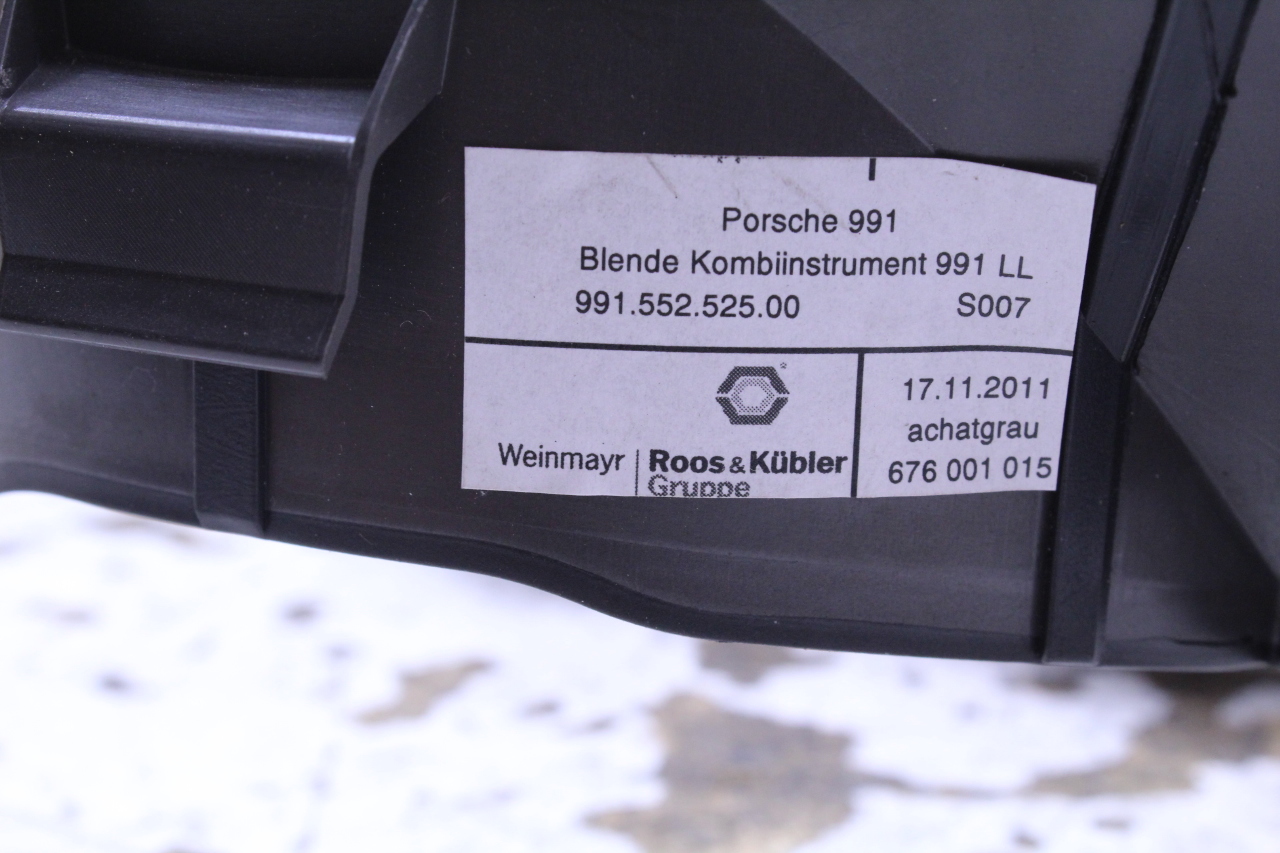 Porsche 991
Blende Kombiinstrument 991 LL
991.552.525.00 S007
17.11.2011
achatgrau
676 001 015
Weinmayr Roos & Kübler
Gruppe